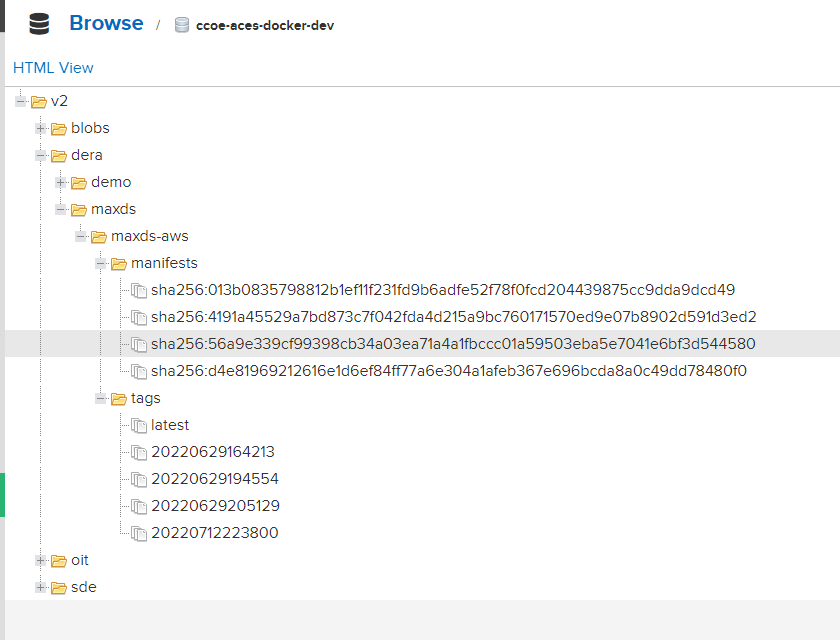 Browse / ccoe-aces-docker-dev
HTML View
v2
blobs
dera
demo
maxds
maxds-aws
manifests
sha256:013b0835798812b1ef11f231fd9b6adfe52f78f0fcd204439875cc9dda9dcd49
sha256:4191a45529a7bd873c7f042fda4d215a9bc760171570ed9e07b8902d591d3ed2
sha256:56a9e339cf99398cb34a03ea71a4a1fbccc01a59503eba5e7041e6bf3d544580
sha256:d4e81969212616e1d6ef84ff77a6e304a1afeb367e696bcda8a0c49dd78480f0
tags
latest
20220629164213
20220629194554
20220629205129
20220712223800
oit
sde